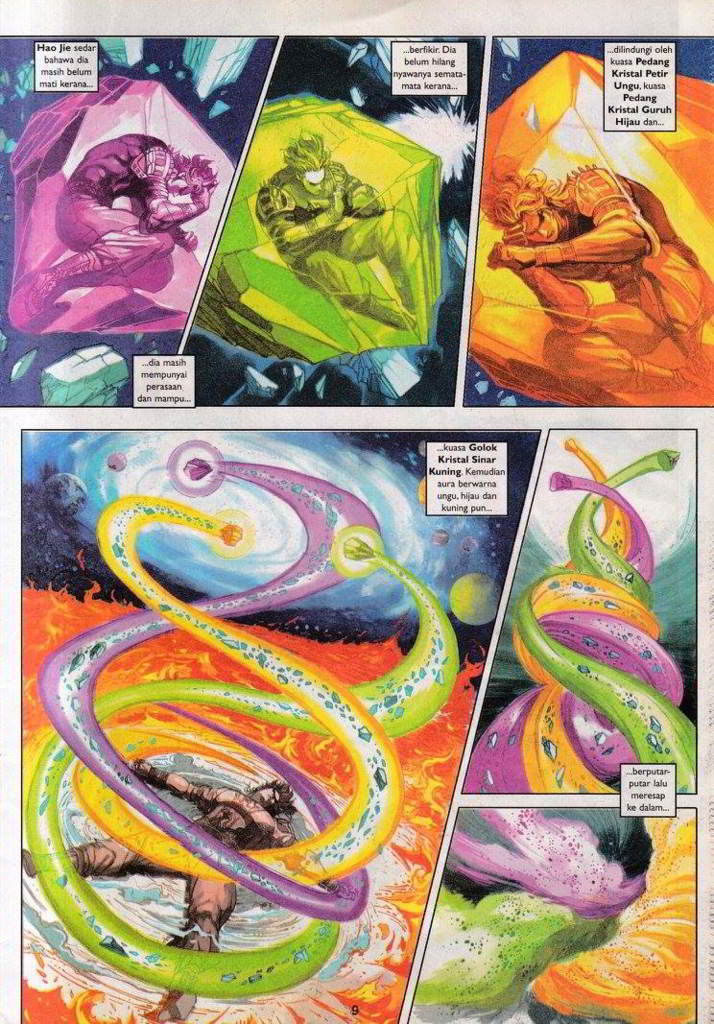 Hao Jie sedar
bahawa dia
masih belum
mati kerana...
...dia masih
mempunyai
perasaan
dan mampu...
...berfikir. Dia
belum hilang
nyawanya semata-
mata kerana...
...dilindungi oleh
kuasa Pedang
Kristal Petir
Ungu, kuasa
Pedang
Kristal Guruh
Hijau dan...
...kuasa Golok
Kristal Sinar
Kuning. Kemudian
aura berwarna
ungu, hijau dan
kuning pun...
...berputar-
putar lalu
meresap
ke dalam...
9